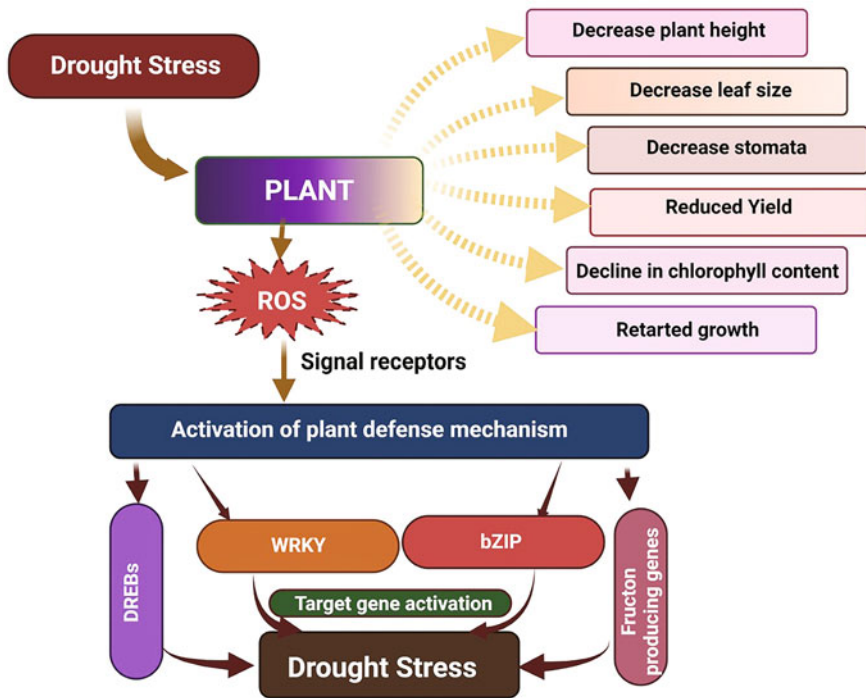 Drought Stress
Decrease plant height
Decrease leaf size
Decrease stomata
PLANT
Reduced Yield
Decline in chlorophyll content
ROS
Retarted growth
Signal receptors
Activation of plant defense mechanism
DREBs
WRKY
bZIP
Fructon
producing genes
Target gene activation
Drought Stress